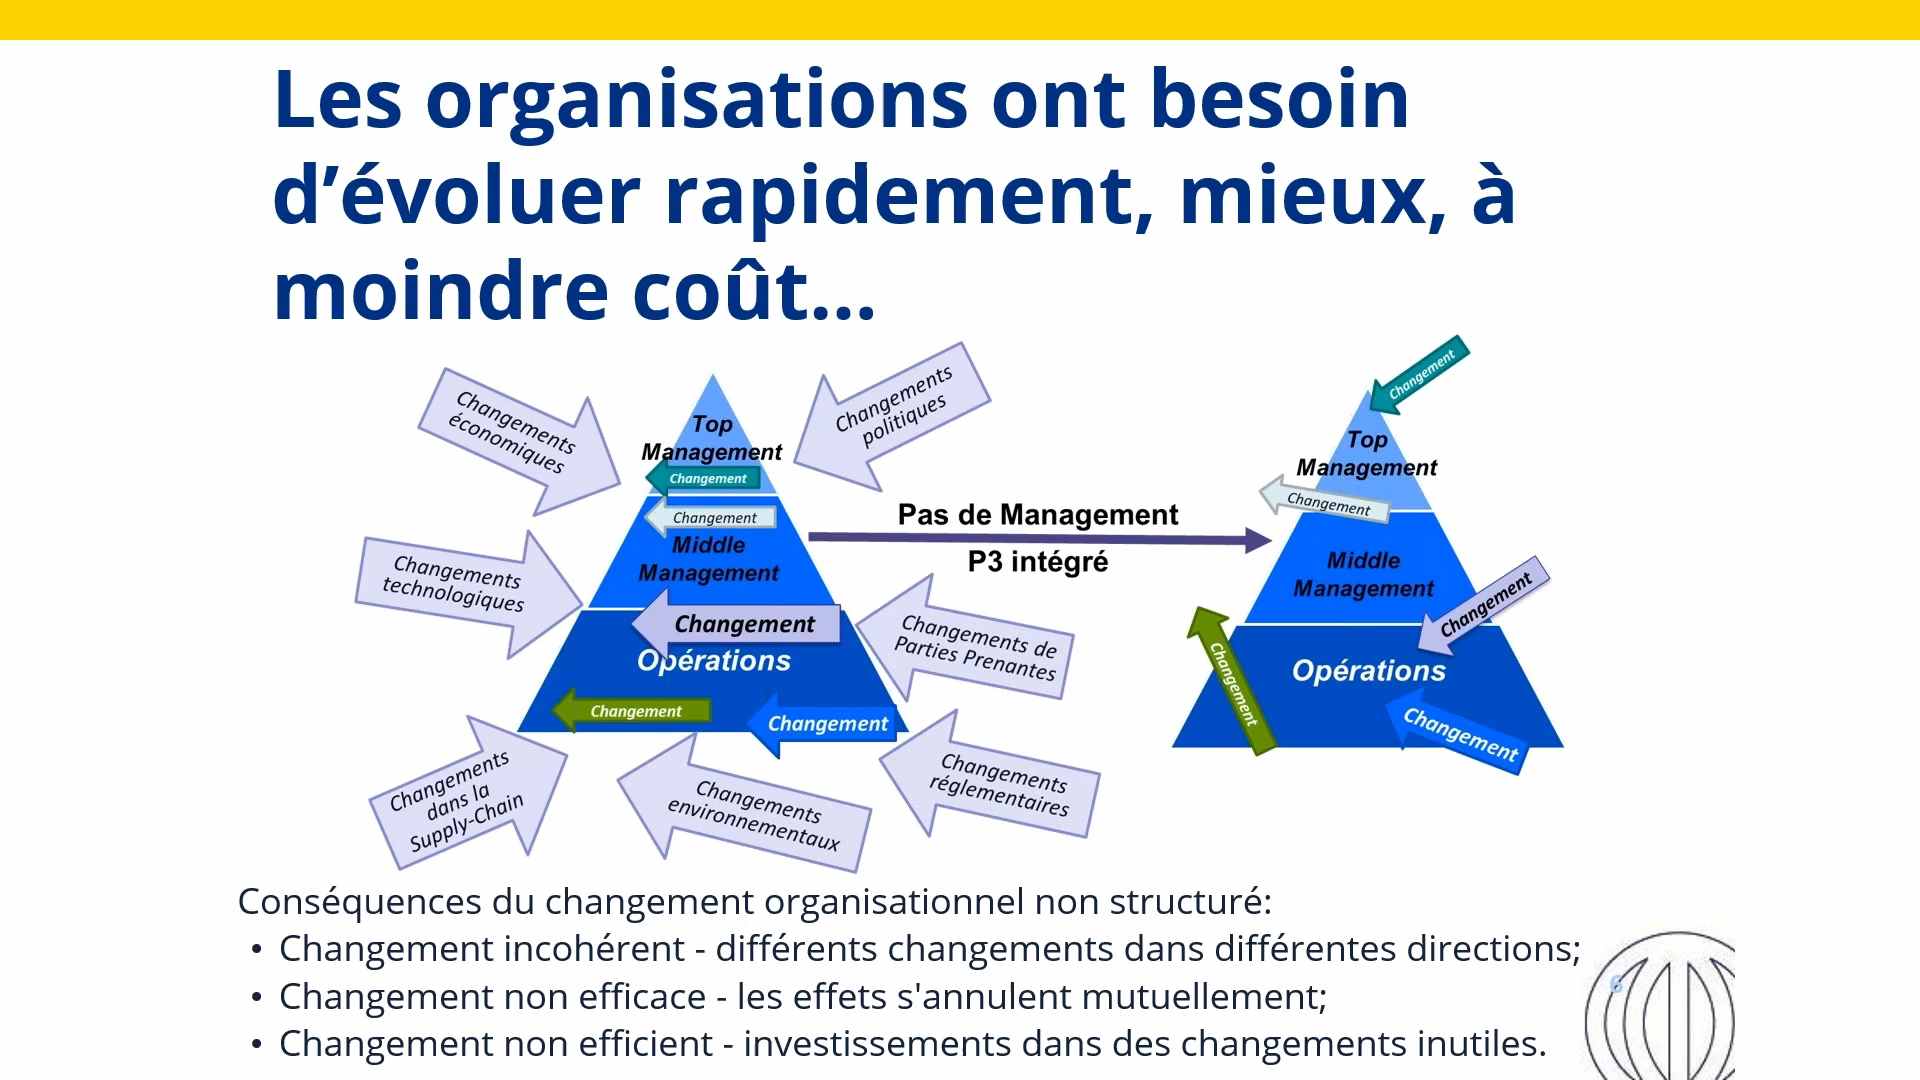 Les organisations ont besoin
d’évoluer rapidement, mieux, à
moindre coût...
Changements
économiques
Changements
politiques
Top
Management
Changement
Changement
Middle
Management
Changements
technologiques
Changement
Opérations
Changements de
Parties Prenantes
Changement
Changement
Changements
dans la
Supply-Chain
Changements
environnementaux
Changements
réglementaires
Pas de Management
P3 intégré
Changement
Top
Management
Changement
Middle
Management
Changement
Changement
Opérations
Changement
Conséquences du changement organisationnel non structuré:
• Changement incohérent - différents changements dans différentes directions;
• Changement non efficace - les effets s'annulent mutuellement;
• Changement non efficient - investissements dans des changements inutiles.
6